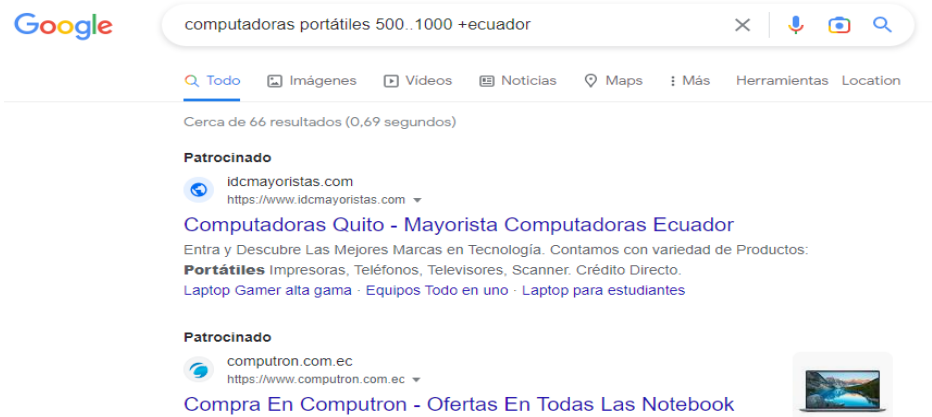 Google
computadoras portátiles 500..1000 +ecuador
Todo Imágenes Videos Noticias Maps Más Herramientas Location
Cerca de 66 resultados (0,69 segundos)
Patrocinado
idcmayoristas.com
https://www.idcmayoristas.com
Computadoras Quito - Mayorista Computadoras Ecuador
Entra y Descubre Las Mejores Marcas en Tecnología. Contamos con variedad de Productos:
Portátiles Impresoras, Teléfonos, Televisores, Scanner. Crédito Directo.
Laptop Gamer alta gama · Equipos Todo en uno · Laptop para estudiantes
Patrocinado
computron.com.ec
https://www.computron.com.ec
Compra En Computron - Ofertas En Todas Las Notebook